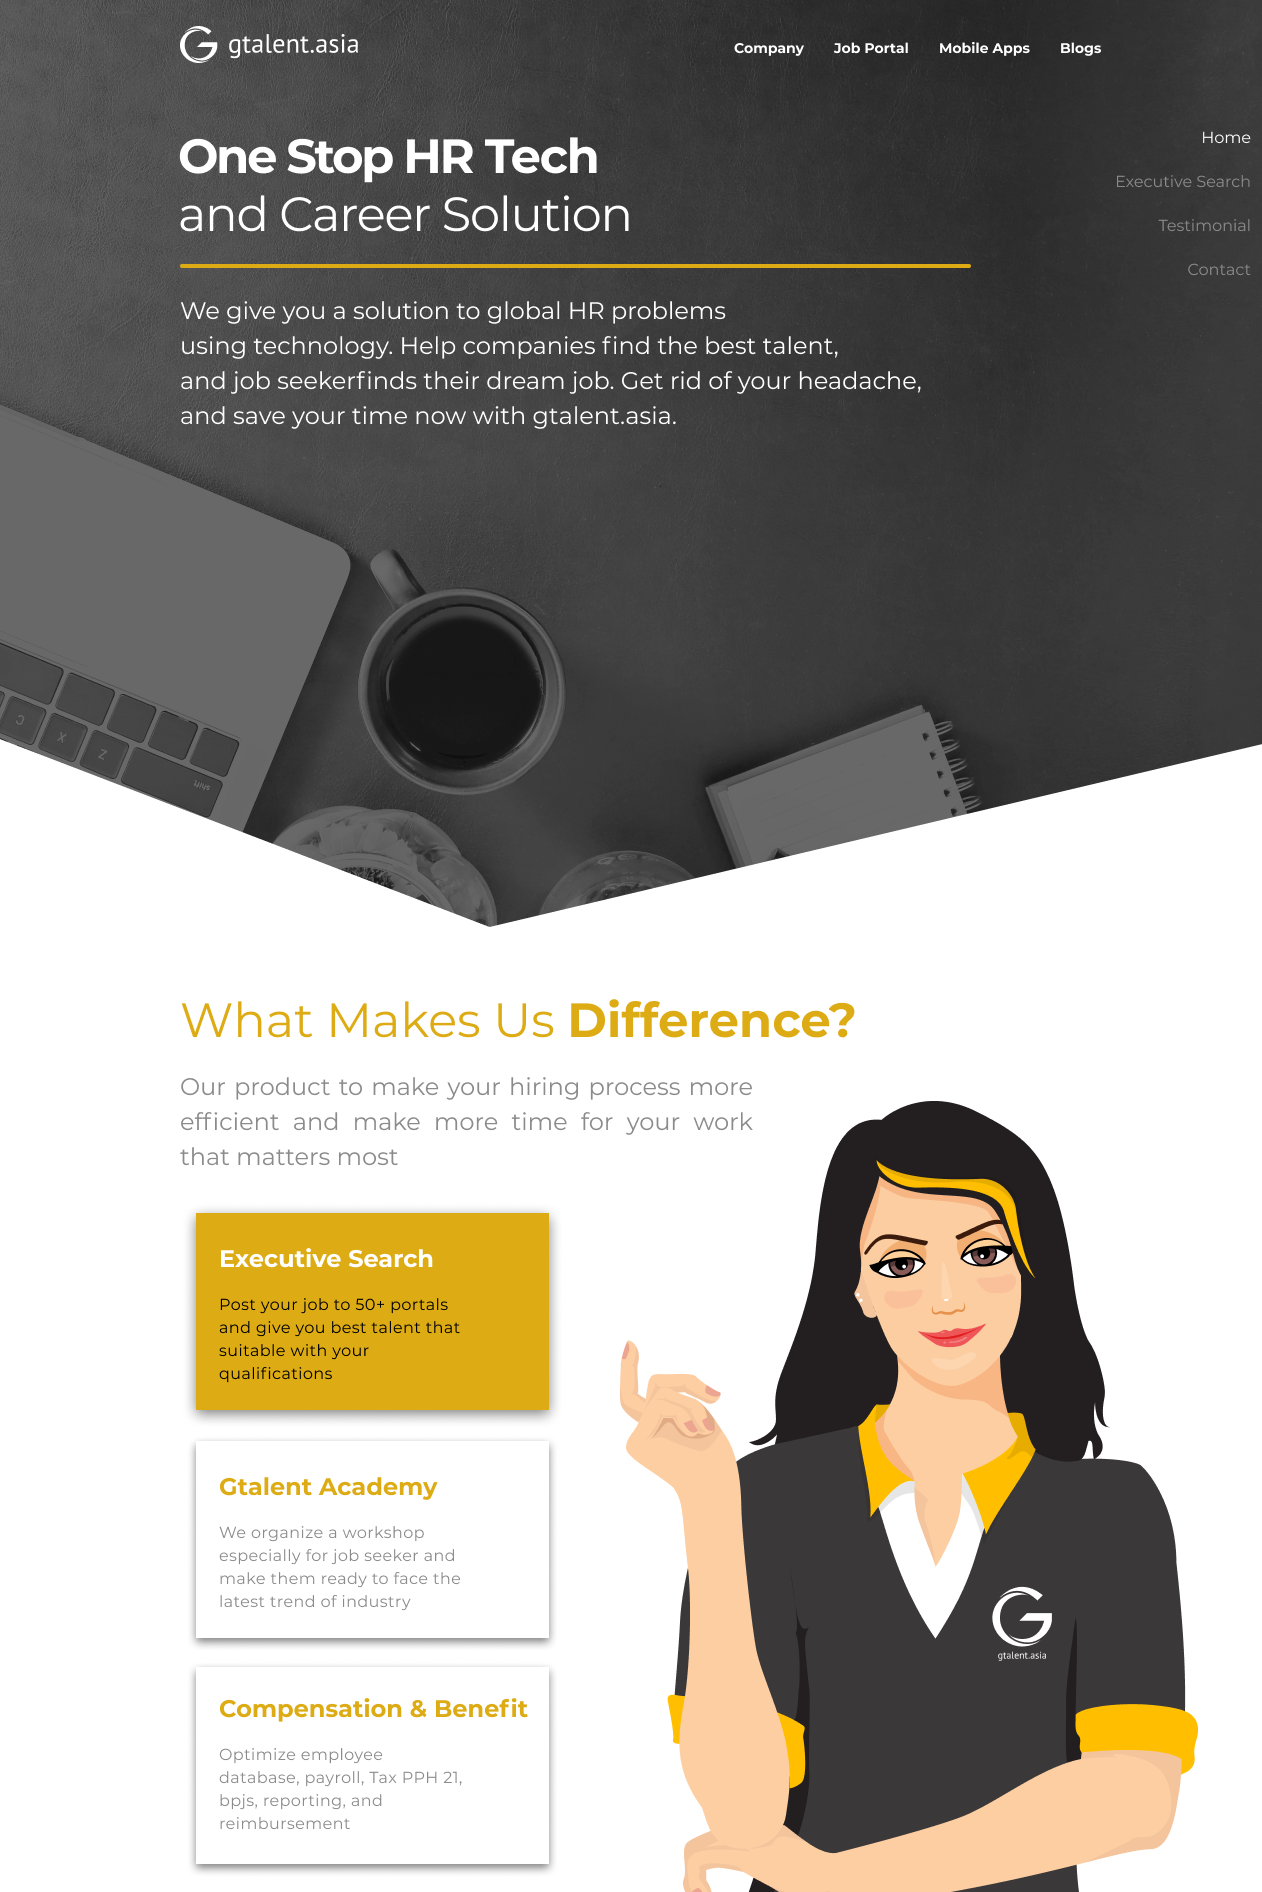 gtalent.asia
Company Job Portal Mobile Apps Blogs
Home
Executive Search
Testimonial
Contact
One Stop HR Tech
and Career Solution
We give you a solution to global HR problems
using technology. Help companies find the best talent,
and job seekerfinds their dream job. Get rid of your headache,
and save your time now with gtalent.asia.
C
X
Z
shift
What Makes Us Difference?
Our product to make your hiring process more
efficient and make more time for your work
that matters most
Executive Search
Post your job to 50+ portals
and give you best talent that
suitable with your
qualifications
Gtalent Academy
We organize a workshop
especially for job seeker and
make them ready to face the
latest trend of industry
Compensation & Benefit
Optimize employee
database, payroll, Tax PPH 21,
bpjs, reporting, and
reimbursement
G
gtalent.asia